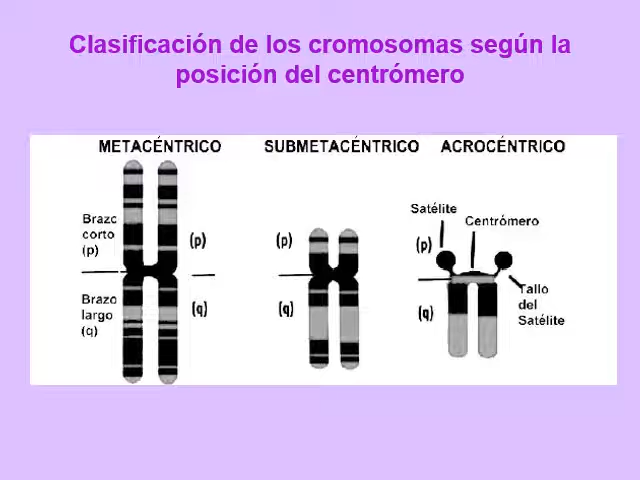 Clasificación de los cromosomas según la
posición del centrómero
METACÉNTRICO
SUBMETACÉNTRICO
ACROCÉNTRICO
Brazo
corto
(p)
(p)
Brazo
largo
(q)
(q)
(p)
(q)
Satélite
Centrómero
(p)
(q)
Tallo
del
Satélite